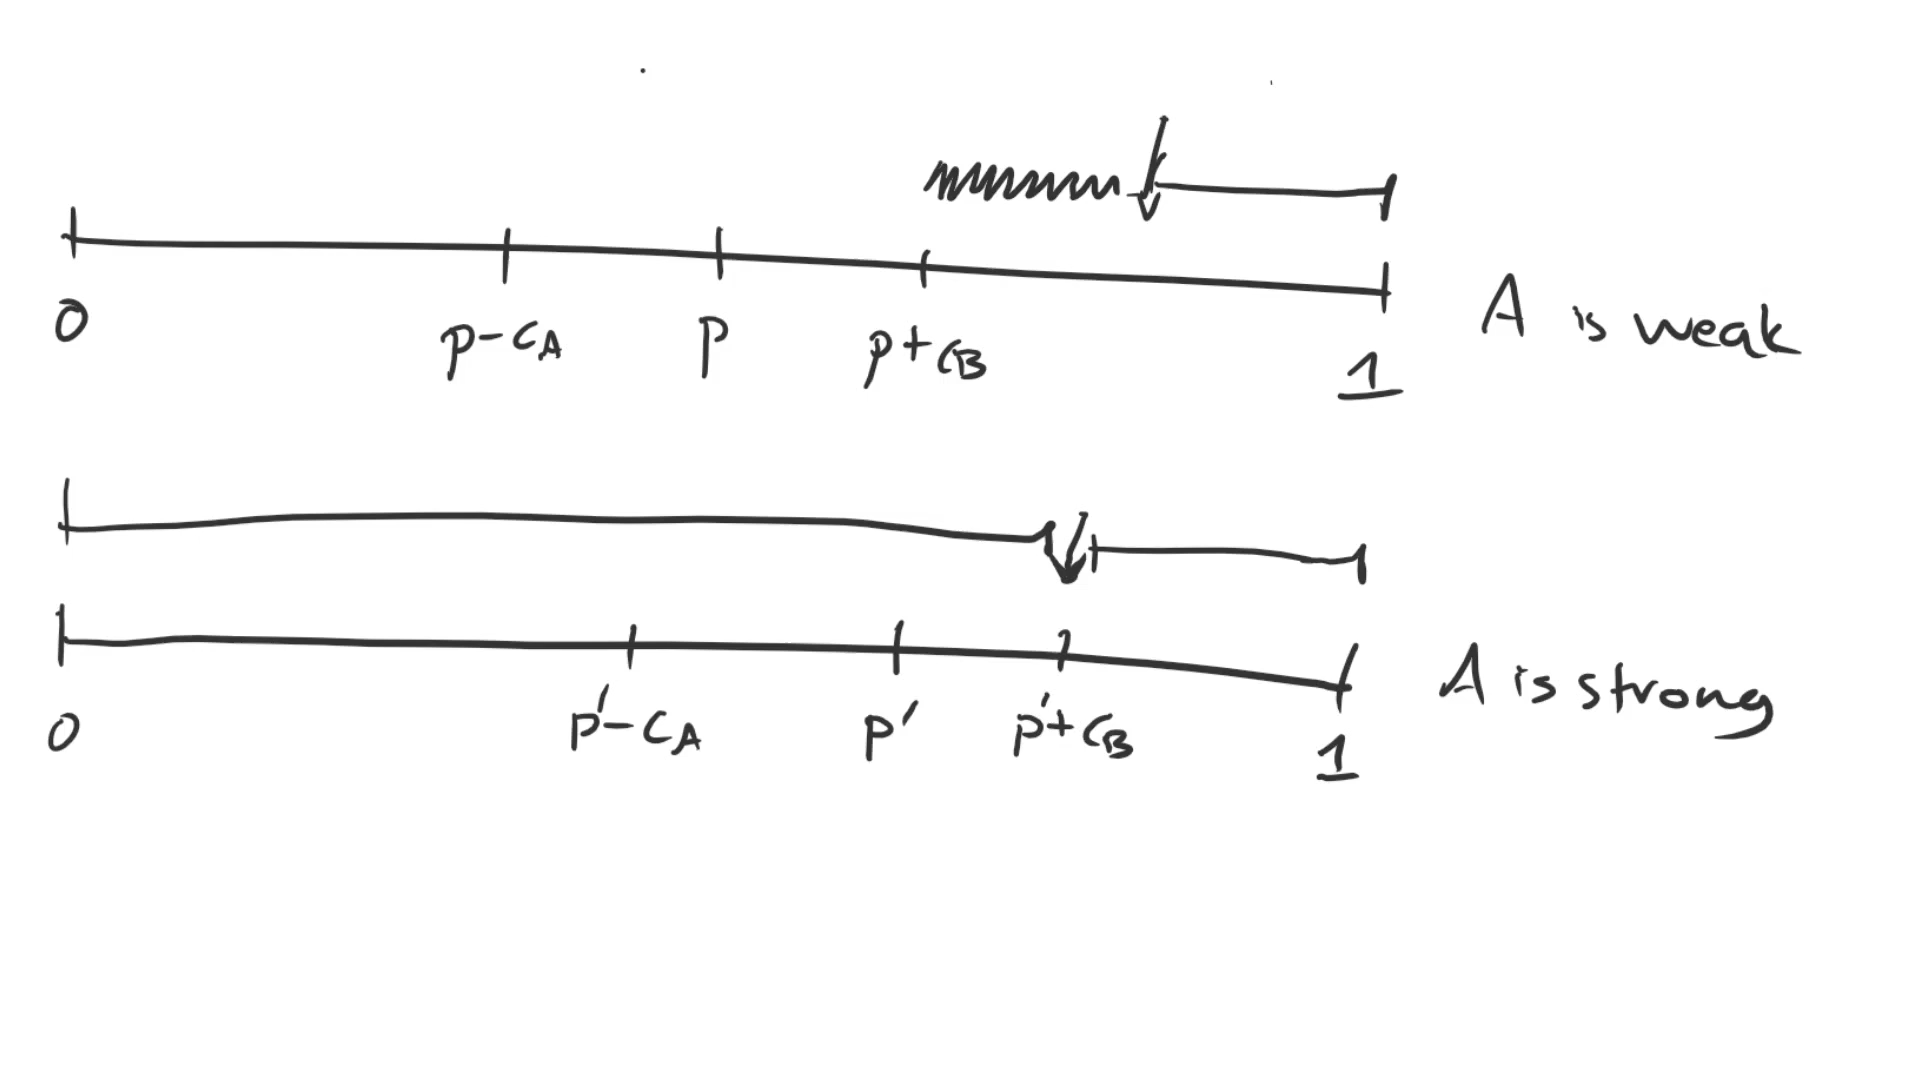 0 p-cA p p+cB 1 A is weak
0 p'-cA p' p'+cB 1 A is strong